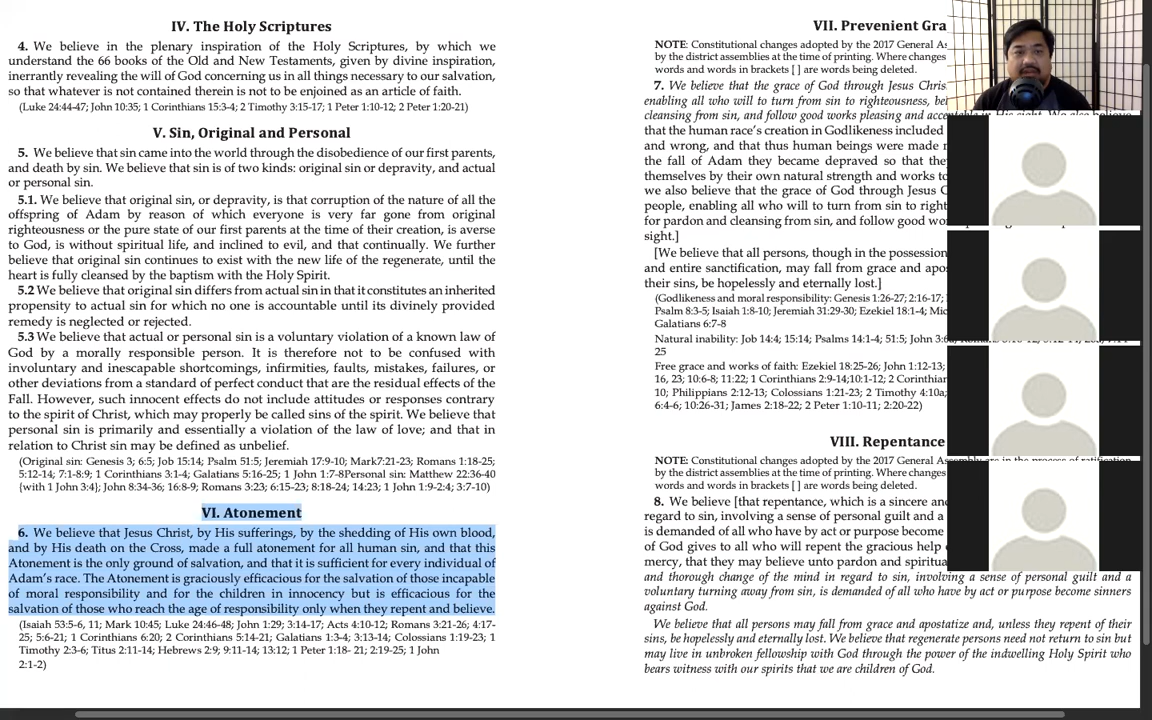 IV. The Holy Scriptures
4. We believe in the plenary inspiration of the Holy Scriptures, by which we
understand the 66 books of the Old and New Testaments, given by divine inspiration,
inerrantly revealing the will of God concerning us in all things necessary to our salvation,
so that whatever is not contained therein is not to be enjoined as an article of faith.
(Luke 24:44-47; John 10:35; 1 Corinthians 15:3-4; 2 Timothy 3:15-17; 1 Peter 1:10-12; 2 Peter 1:20-21)
V. Sin, Original and Personal
5. We believe that sin came into the world through the disobedience of our first parents,
and death by sin. We believe that sin is of two kinds: original sin or depravity, and actual
or personal sin.
5.1. We believe that original sin, or depravity, is that corruption of the nature of all the
offspring of Adam by reason of which everyone is very far gone from original
righteousness or the pure state of our first parents at the time of their creation, is averse
to God, is without spiritual life, and inclined to evil, and that continually. We further
believe that original sin continues to exist with the new life of the regenerate, until the
heart is fully cleansed by the baptism with the Holy Spirit.
5.2 We believe that original sin differs from actual sin in that it constitutes an inherited
propensity to actual sin for which no one is accountable until its divinely provided
remedy is neglected or rejected.
5.3 We believe that actual or personal sin is a voluntary violation of a known law of
God by a morally responsible person. It is therefore not to be confused with
involuntary and inescapable shortcomings, infirmities, faults, mistakes, failures, or
other deviations from a standard of perfect conduct that are the residual effects of the
Fall. However, such innocent effects do not include attitudes or responses contrary
to the spirit of Christ, which may properly be called sins of the spirit. We believe that
personal sin is primarily and essentially a violation of the law of love; and that in
relation to Christ sin may be defined as unbelief.
(Original sin: Genesis 3; 6:5; Job 15:14; Psalm 51:5; Jeremiah 17:9-10; Mark7:21-23; Romans 1:18-25;
5:12-14; 7:1-8:9; 1 Corinthians 3:1-4; Galatians 5:16-25; 1 John 1:7-8Personal sin: Matthew 22:36-40
{with 1 John 3:4}; John 8:34-36; 16:8-9; Romans 3:23; 6:15-23; 8:18-24; 14:23; 1 John 1:9-2:4; 3:7-10)
VI. Atonement
6. We believe that Jesus Christ, by His sufferings, by the shedding of His own blood,
and by His death on the Cross, made a full atonement for all human sin, and that this
Atonement is the only ground of salvation, and that it is sufficient for every individual of
Adam's race. The Atonement is graciously efficacious for the salvation of those incapable
of moral responsibility and for the children in innocency but is efficacious for the
salvation of those who reach the age of responsibility only when they repent and believe.
(Isaiah 53:5-6, 11; Mark 10:45; Luke 24:46-48; John 1:29; 3:14-17; Acts 4:10-12; Romans 3:21-26; 4:17-
25; 5:6-21; 1 Corinthians 6:20; 2 Corinthians 5:14-21; Galatians 1:3-4; 3:13-14; Colossians 1:19-23; 1
Timothy 2:3-6; Titus 2:11-14; Hebrews 2:9; 9:11-14; 13:12; 1 Peter 1:18- 21; 2:19-25; 1 John
2:1-2)
VII. Prevenient Gra
NOTE: Constitutional changes adopted by the 2017 General As
by the district assemblies at the time of printing. Where changes
words and words in brackets [ ] are words being deleted.
7. We believe that the grace of God through Jesus Chris
enabling all who will to turn from sin to righteousness, bel
cleansing from sin, and follow good works pleasing and acceptable in His sight. We also believe
that the human race's creation in Godlikeness included
and wrong, and that thus human beings were made
the fall of Adam they became depraved so that the
themselves by their own natural strength and works to
we also believe that the grace of God through Jesus C
people, enabling all who will to turn from sin to right
for pardon and cleansing from sin, and follow good wo
sight.]
[We believe that all persons, though in the possession
and entire sanctification, may fall from grace and apos
their sins, be hopelessly and eternally lost.]
(Godlikeness and moral responsibility: Genesis 1:26-27; 2:16-17;
Psalm 8:3-5; Isaiah 1:8-10; Jeremiah 31:29-30; Ezekiel 18:1-4; Mic
Galatians 6:7-8
Natural inability: Job 14:4; 15:14; Psalms 14:1-4; 51:5; John 3:6
25
Free grace and works of faith: Ezekiel 18:25-26; John 1:12-13;
16, 23; 10:6-8; 11:22; 1 Corinthians 2:9-14;10:1-12; 2 Corinthian
10; Philippians 2:12-13; Colossians 1:21-23; 2 Timothy 4:10a;
6:4-6; 10:26-31; James 2:18-22; 2 Peter 1:10-11; 2:20-22)
VIII. Repentance
NOTE: Constitutional changes adopted by the 2017 General Assembly are in the process of ratification
by the district assemblies at the time of printing. Where changes
words and words in brackets [ ] are words being deleted.
8. We believe [that repentance, which is a sincere and
regard to sin, involving a sense of personal guilt and a
is demanded of all who have by act or purpose become
of God gives to all who will repent the gracious help
mercy, that they may believe unto pardon and spiritua
and thorough change of the mind in regard to sin, involving a sense of personal guilt and a
voluntary turning away from sin, is demanded of all who have by act or purpose become sinners
against God.
We believe that all persons may fall from grace and apostatize and, unless they repent of their
sins, be hopelessly and eternally lost. We believe that regenerate persons need not return to sin but
may live in unbroken fellowship with God through the power of the indwelling Holy Spirit who
bears witness with our spirits that we are children of God.